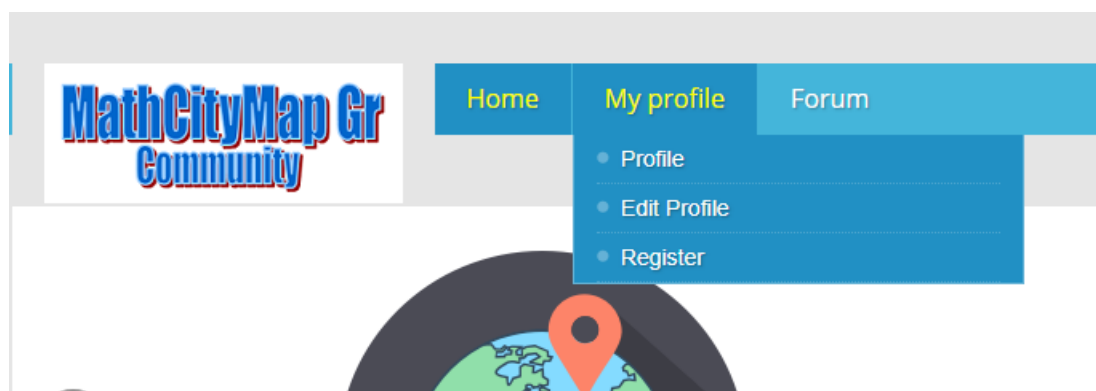 MathCityMap Gr
Community
Home
My profile
Forum
Profile
Edit Profile
Register